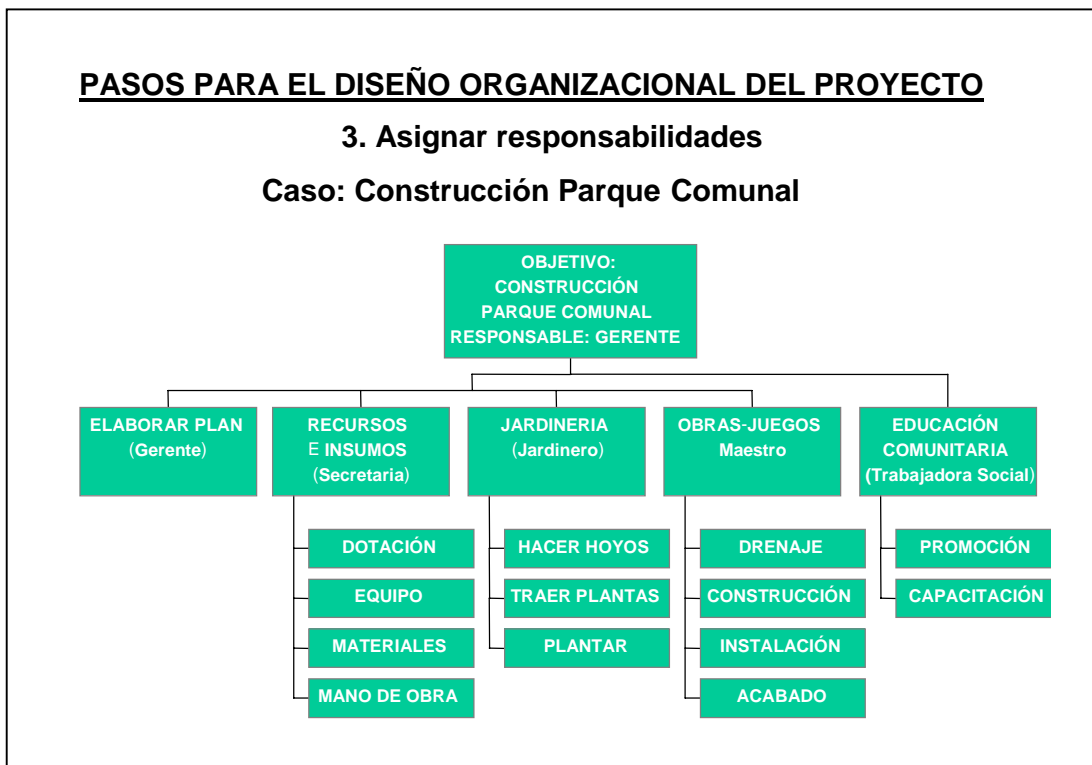 PASOS PARA EL DISEÑO ORGANIZACIONAL DEL PROYECTO
3. Asignar responsabilidades
Caso: Construcción Parque Comunal
OBJETIVO:
CONSTRUCCIÓN
PARQUE COMUNAL
RESPONSABLE: GERENTE
ELABORAR PLAN
(Gerente)
RECURSOS
E INSUMOS
(Secretaria)
JARDINERIA
(Jardinero)
OBRAS-JUEGOS
Maestro
EDUCACIÓN
COMUNITARIA
(Trabajadora Social)
DOTACIÓN
EQUIPO
MATERIALES
MANO DE OBRA
HACER HOYOS
TRAER PLANTAS
PLANTAR
DRENAJE
CONSTRUCCIÓN
INSTALACIÓN
ACABADO
PROMOCIÓN
CAPACITACIÓN